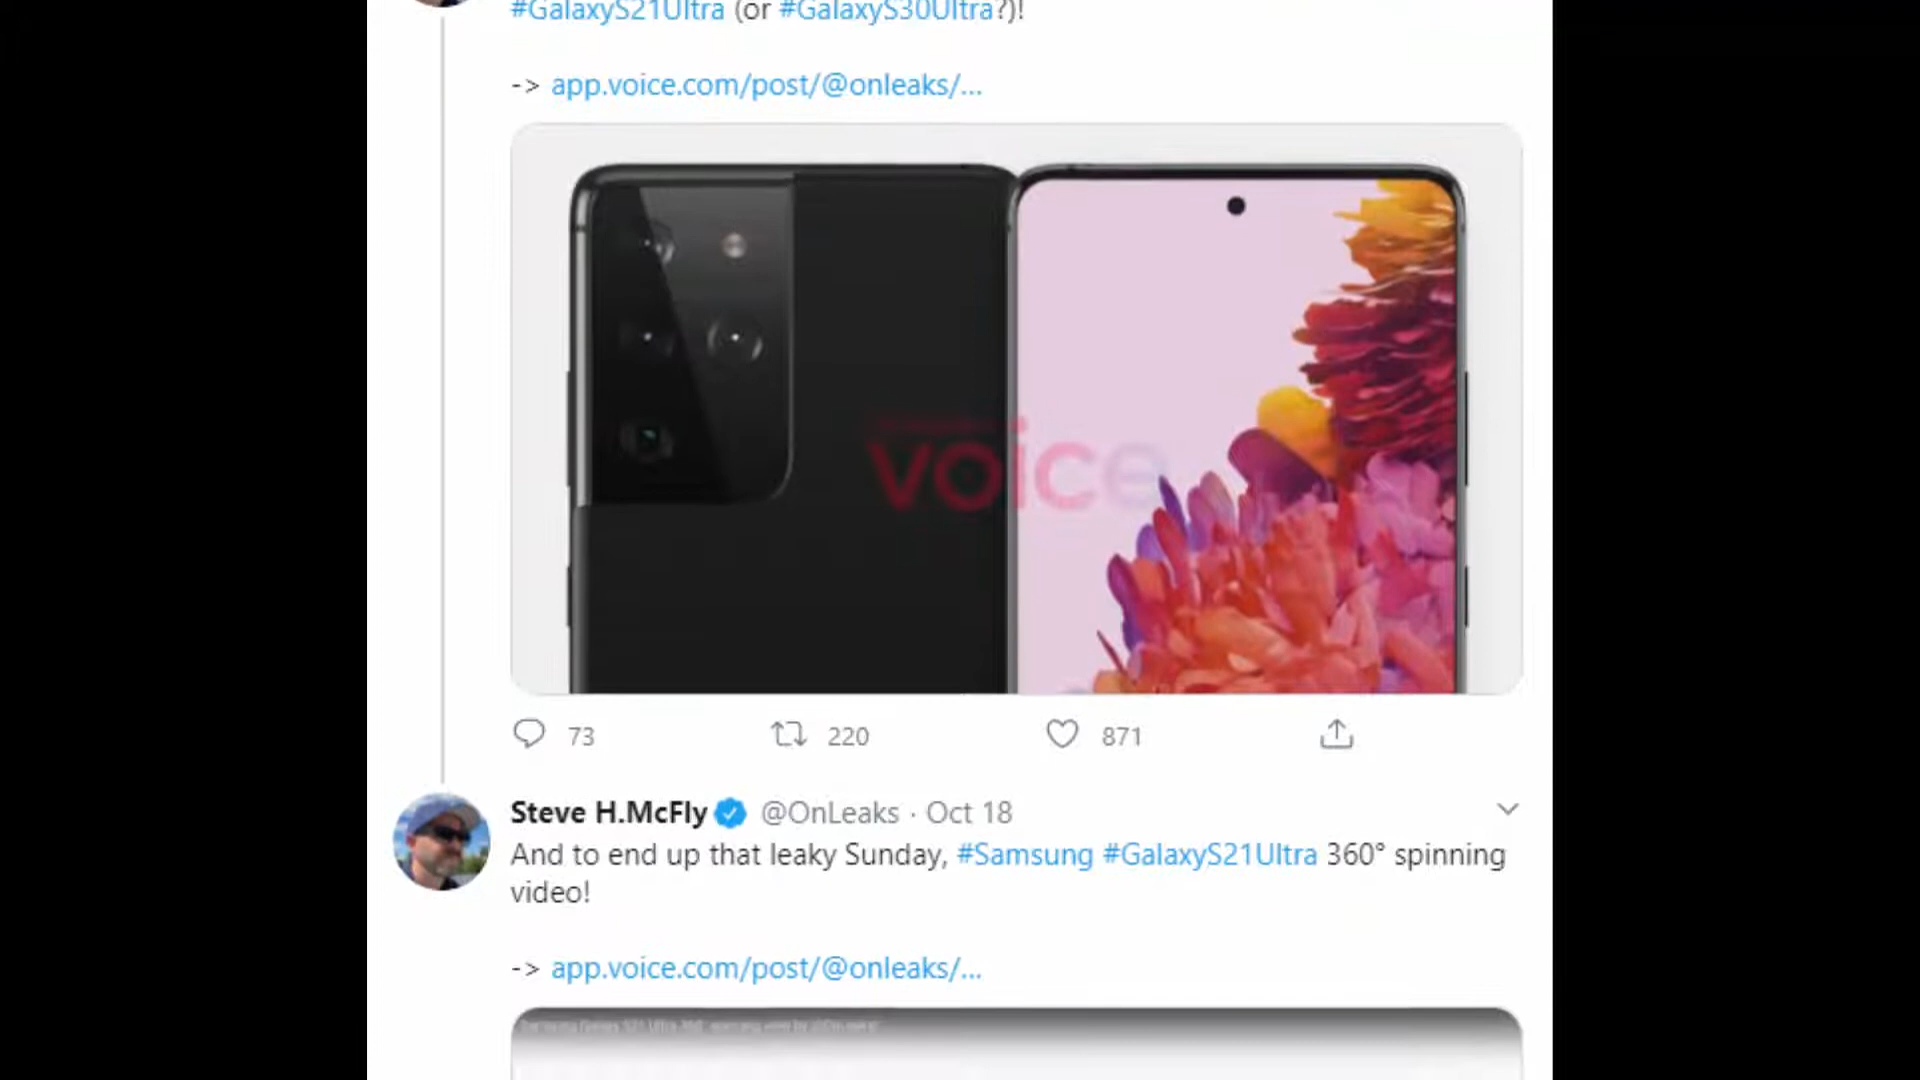 #GalaxyS21Ultra (or #GalaxyS30Ultra?)!
-> app.voice.com/post/@onleaks/...
voice
73 220 871
Steve H.McFly @OnLeaks · Oct 18
And to end up that leaky Sunday, #Samsung #GalaxyS21Ultra 360° spinning
video!
-> app.voice.com/post/@onleaks/...